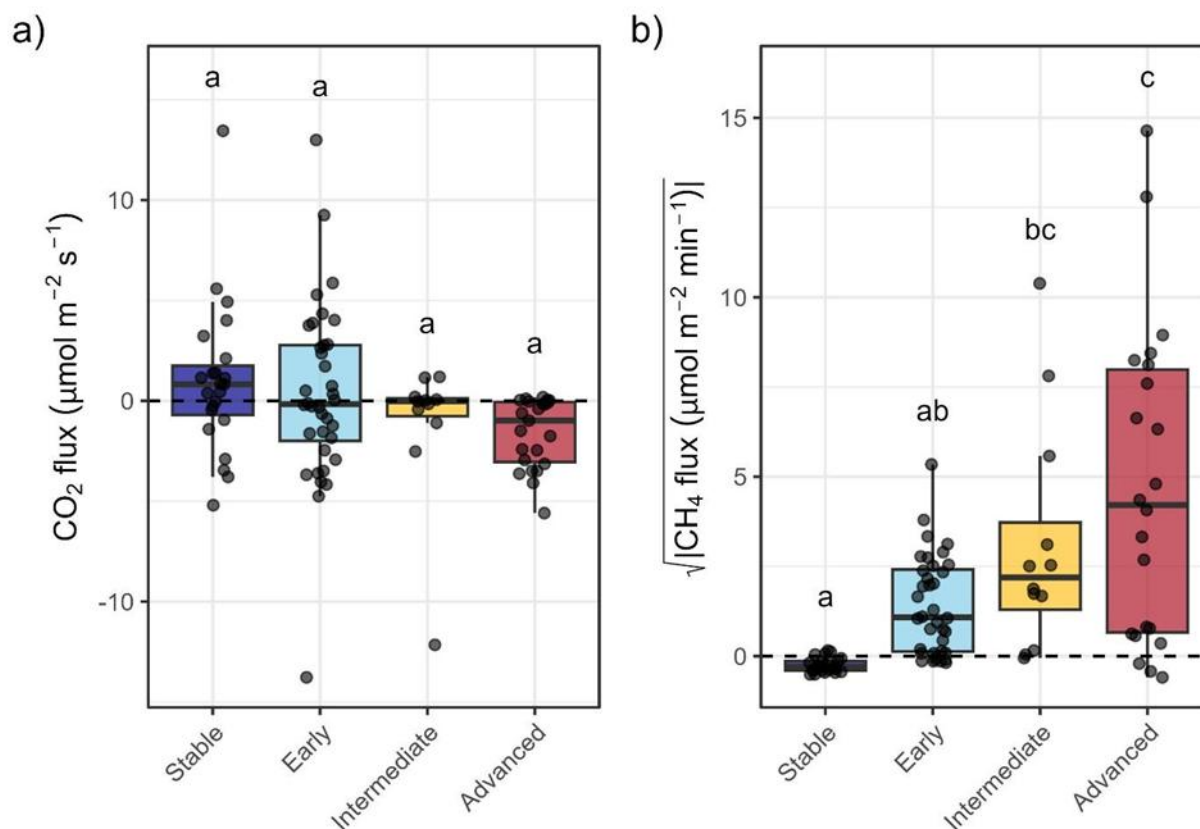 a)
CO₂ flux (µmol m⁻² s⁻¹)
10
0
-10
a
a
a
a
Stable
Early
Intermediate
Advanced
b)
√|CH₄ flux (µmol m⁻² min⁻¹)|
15
10
5
0
a
ab
bc
c
Stable
Early
Intermediate
Advanced